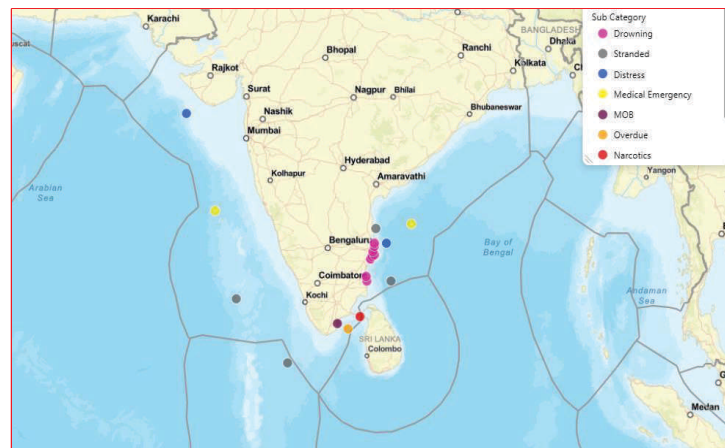 Karachi
Muscat
Rajkot
Surat
Nashik
Mumbai
Kolhapur
Bhopal
Nagpur
Bhilai
Ranchi
Kolkata
Bhubaneswar
BANGLADESH
Dhaka
Hyderabad
Amaravathi
Bengaluru
Coimbatore
Kochi
SRI LANKA
Colombo
Arabian
Sea
Bay of
Bengal
Andaman
Sea
Yangon
Medan
Sub Category
Drowning
Stranded
Distress
Medical Emergency
MOB
Overdue
Narcotics